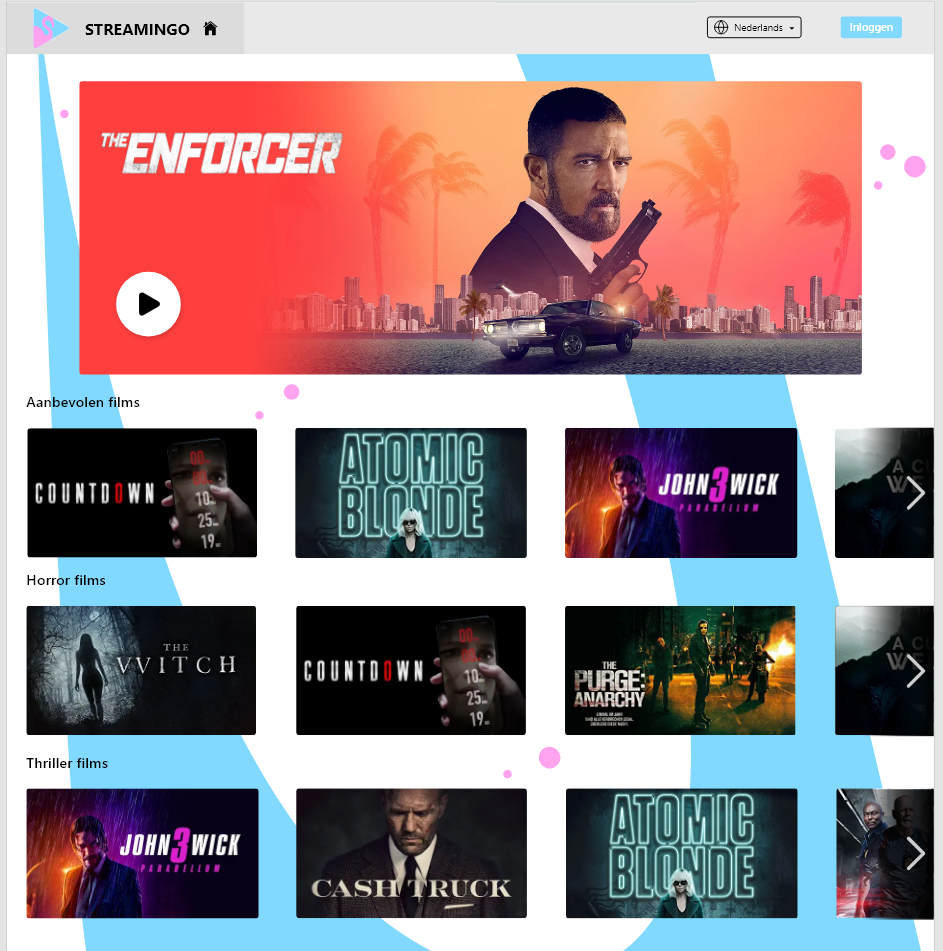 STREAMINGO
Nederlands
Inloggen
THE ENFORCER
Aanbevolen films
COUNTDOWN
00
10
25
19
ATOMIC
BLONDE
JOHN 3 WICK
PARABELLUM
A CU
W
Horror films
THE
VVITCH
COUNTDOWN
00
10
25
19
THE
PURGE:
ANARCHY
A CU
W
Thriller films
JOHN 3 WICK
PARABELLUM
CASH TRUCK
ATOMIC
BLONDE